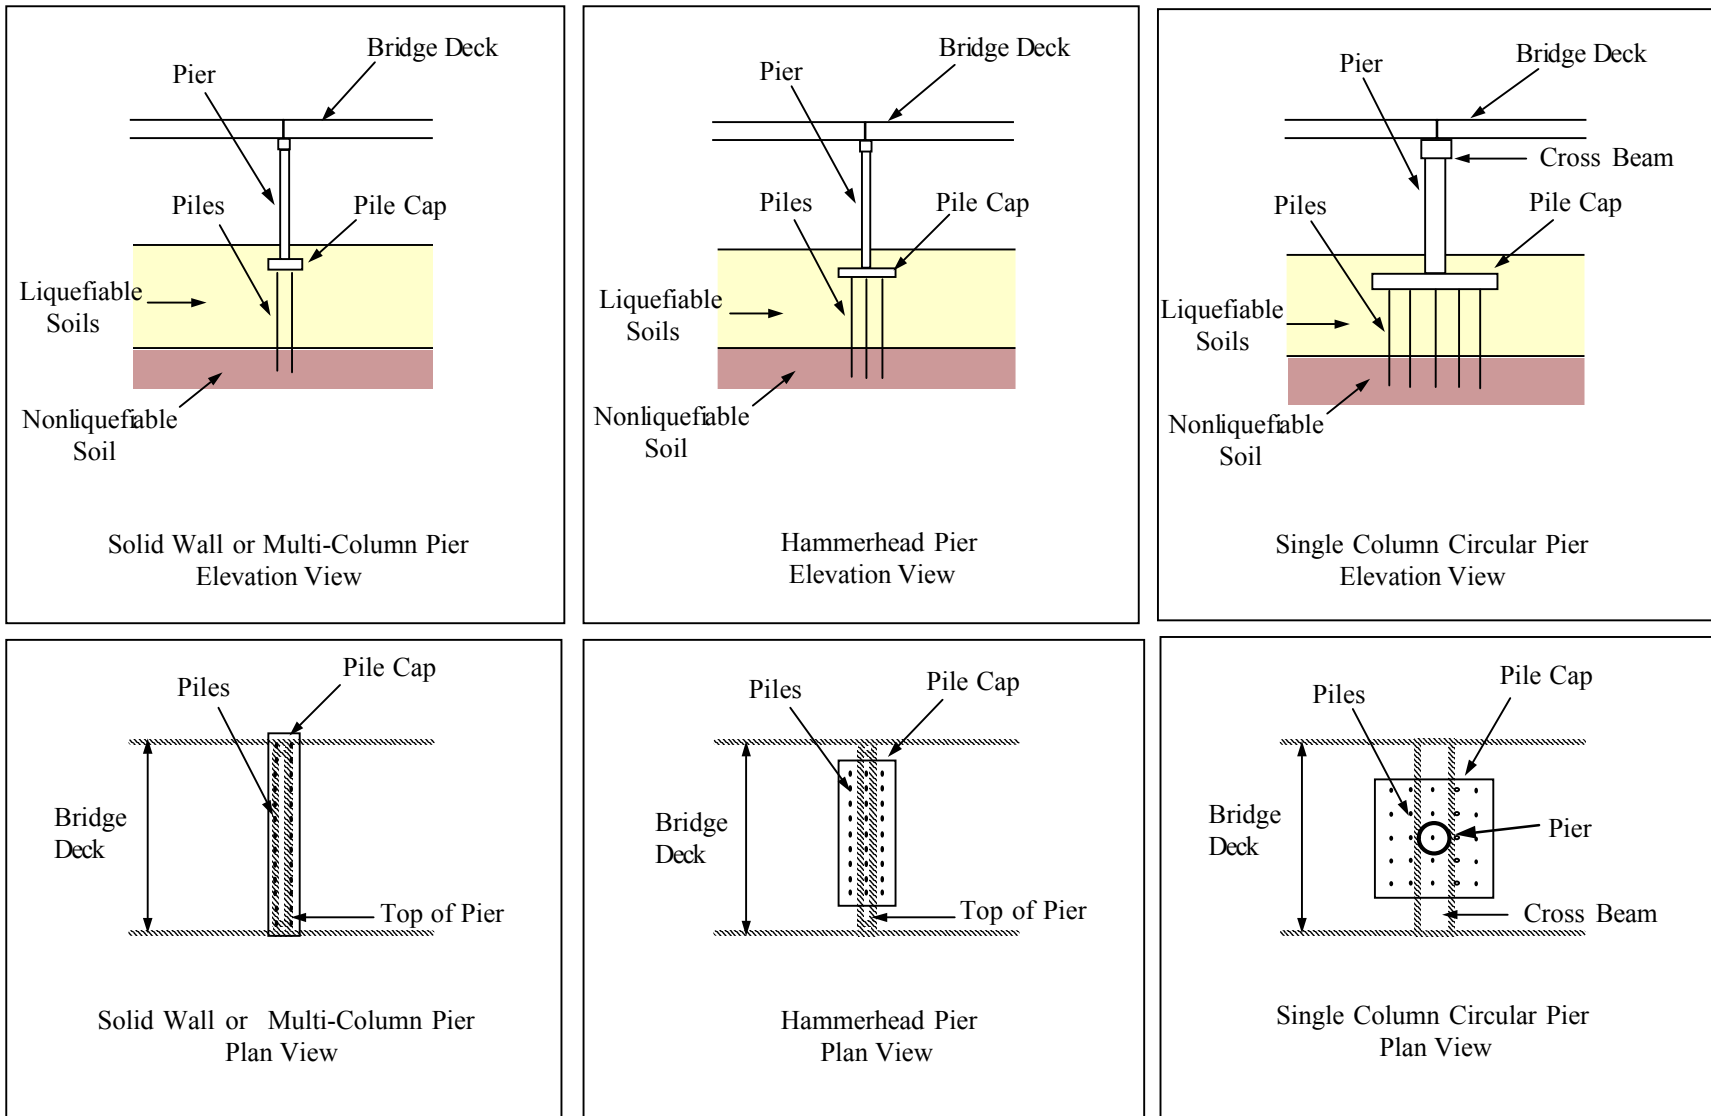 Bridge Deck
Pier
Piles
Pile Cap
Liquefiable
Soils
Nonliquefiable
Soil
Solid Wall or Multi-Column Pier
Elevation View
Bridge Deck
Pier
Piles
Pile Cap
Liquefiable
Soils
Nonliquefiable
Soil
Hammerhead Pier
Elevation View
Bridge Deck
Pier
Cross Beam
Piles
Pile Cap
Liquefiable
Soils
Nonliquefiable
Soil
Single Column Circular Pier
Elevation View
Pile Cap
Piles
Bridge
Deck
Top of Pier
Solid Wall or Multi-Column Pier
Plan View
Pile Cap
Piles
Bridge
Deck
Top of Pier
Hammerhead Pier
Plan View
Pile Cap
Piles
Bridge
Deck
Pier
Cross Beam
Single Column Circular Pier
Plan View